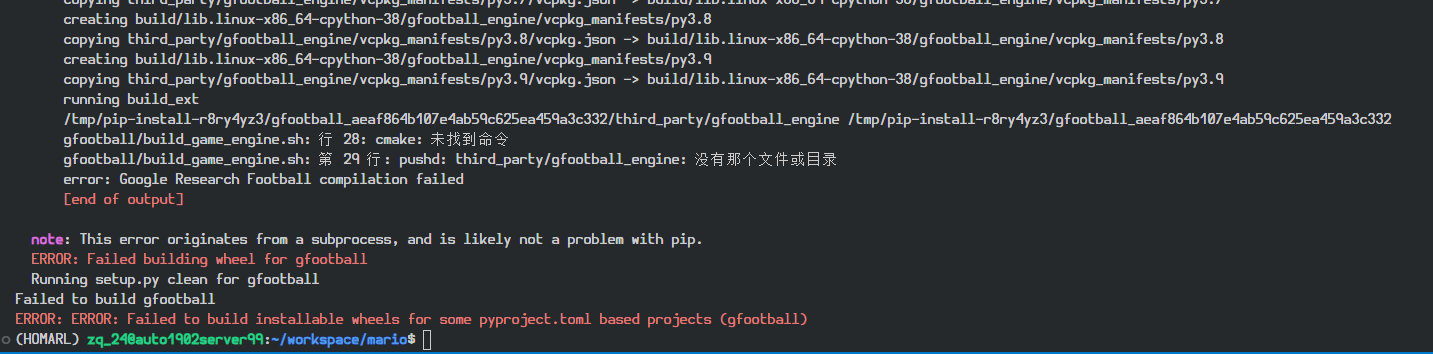 copying third_party/gfootball_engine/vcpkg_manifests/py3.7/vcpkg.json -> build/lib.linux-x86_64-cpython-38/gfootball_engine/vcpkg_manifests/py3.7
creating build/lib.linux-x86_64-cpython-38/gfootball_engine/vcpkg_manifests/py3.8
copying third_party/gfootball_engine/vcpkg_manifests/py3.8/vcpkg.json -> build/lib.linux-x86_64-cpython-38/gfootball_engine/vcpkg_manifests/py3.8
creating build/lib.linux-x86_64-cpython-38/gfootball_engine/vcpkg_manifests/py3.9
copying third_party/gfootball_engine/vcpkg_manifests/py3.9/vcpkg.json -> build/lib.linux-x86_64-cpython-38/gfootball_engine/vcpkg_manifests/py3.9
running build_ext
/tmp/pip-install-r8ry4yz3/gfootball_aeaf864b107e4ab59c625ea459a3c332/third_party/gfootball_engine /tmp/pip-install-r8ry4yz3/gfootball_aeaf864b107e4ab59c625ea459a3c332
gfootball/build_game_engine.sh: 行 28: cmake: 未找到命令
gfootball/build_game_engine.sh: 第 29 行: pushd: third_party/gfootball_engine: 没有那个文件或目录
error: Google Research Football compilation failed
[end of output]
note: This error originates from a subprocess, and is likely not a problem with pip.
ERROR: Failed building wheel for gfootball
Running setup.py clean for gfootball
Failed to build gfootball
ERROR: ERROR: Failed to build installable wheels for some pyproject.toml based projects (gfootball)
(HOMARL) zq_24@auto1902server99:~/workspace/mario$